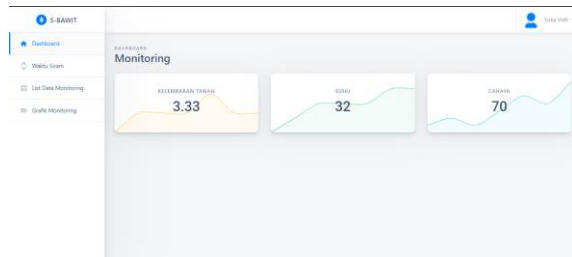 S-BAWIT
Dashboard
Waktu Siram
List Data Monitoring
Grafik Monitoring
DASHBOARD
Monitoring
KELEMBABAN TANAH
3.33
SUHU
32
CAHAYA
70